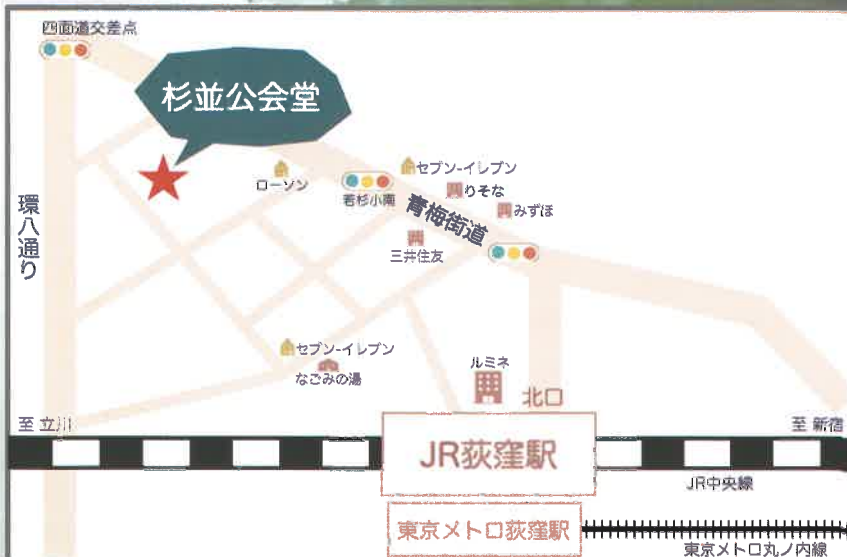 四面道交差点
杉並公会堂
ローソン
若杉小南
セブン-イレブン
りそな
みずほ
青梅街道
三井住友
環八通り
セブン-イレブン
なごみの湯
ルミネ
北口
至 立川
至 新宿
JR荻窪駅
JR中央線
東京メトロ荻窪駅
東京メトロ丸ノ内線